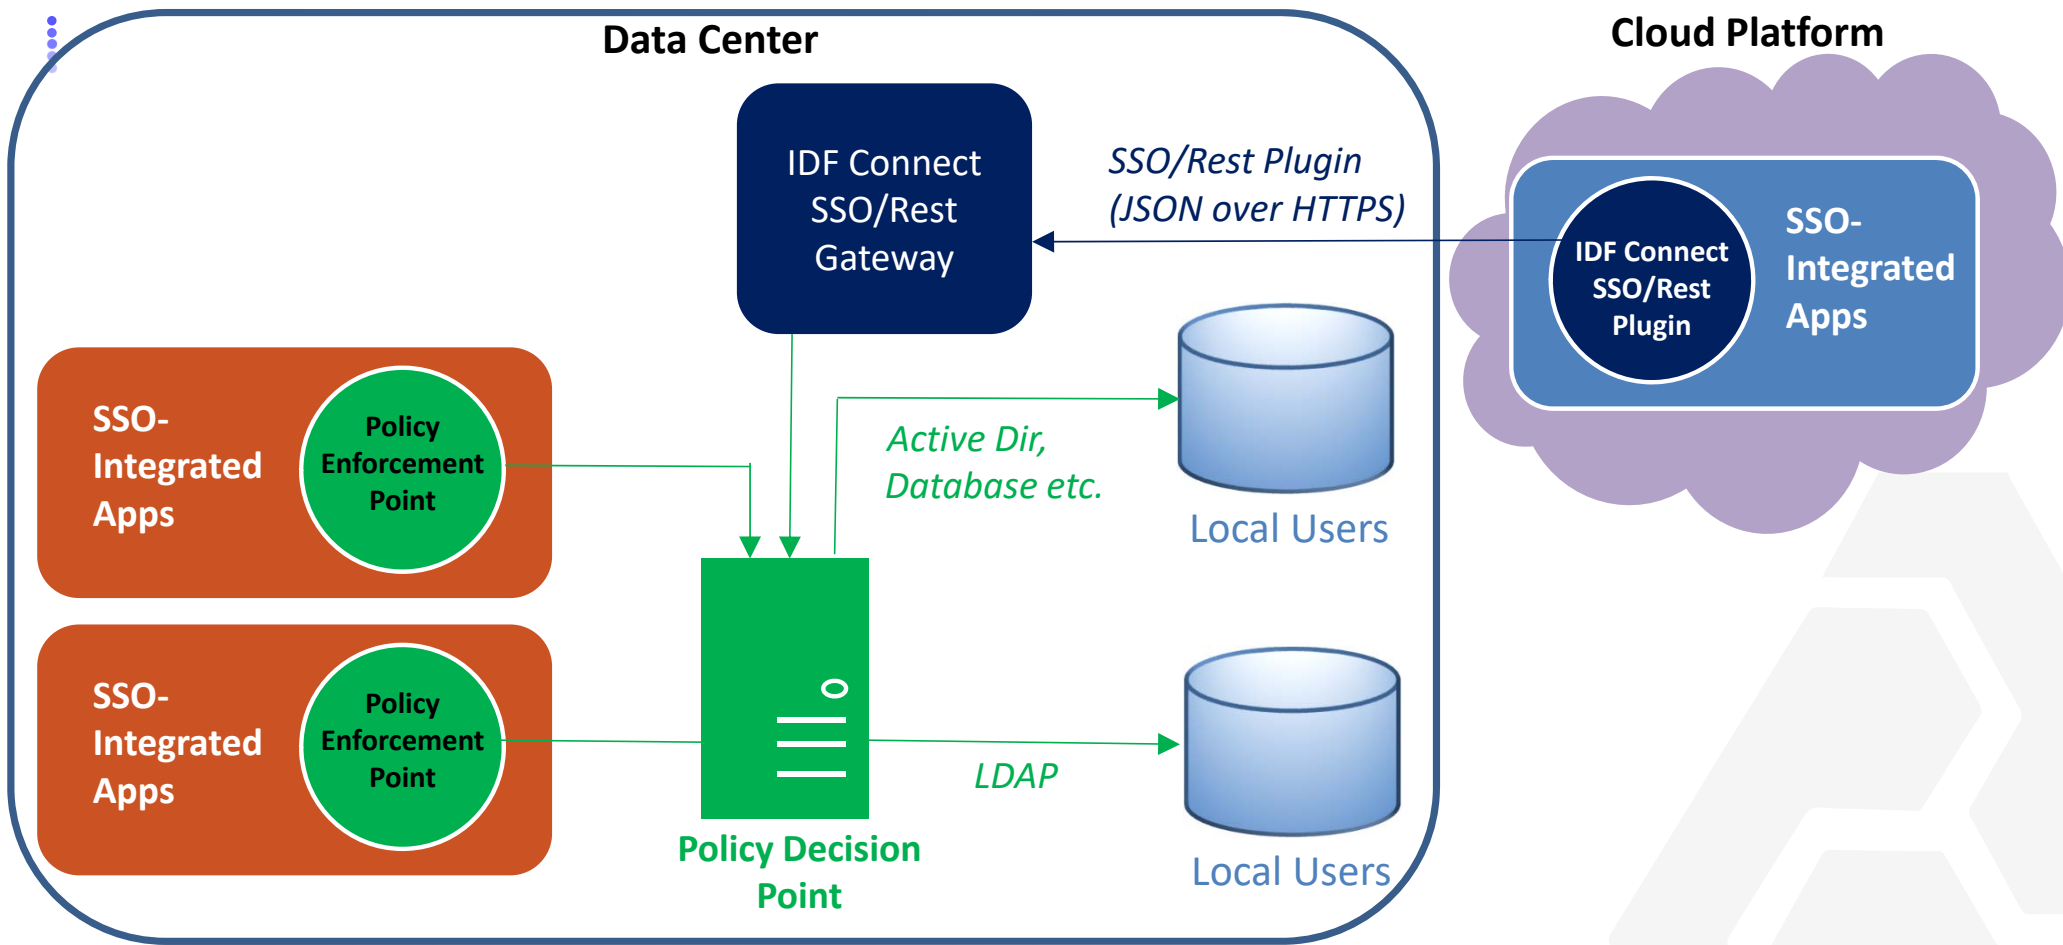 Data Center
Cloud Platform
IDF Connect
SSO/Rest
Gateway
SSO/Rest Plugin
(JSON over HTTPS)
IDF Connect
SSO/Rest
Plugin
SSO-
Integrated
Apps
SSO-
Integrated
Apps
Policy
Enforcement
Point
Active Dir,
Database etc.
Local Users
SSO-
Integrated
Apps
Policy
Enforcement
Point
LDAP
Policy Decision
Point
Local Users